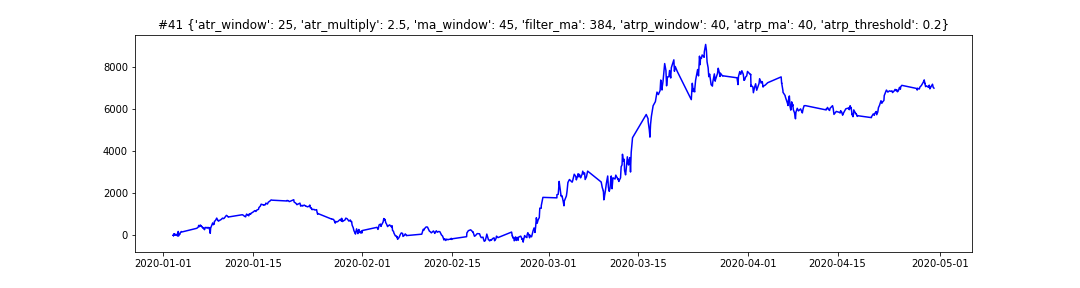 #41 {'atr_window': 25, 'atr_multiply': 2.5, 'ma_window': 45, 'filter_ma': 384, 'atrp_window': 40, 'atrp_ma': 40, 'atrp_threshold': 0.2}
8000
6000
4000
2000
0
2020-01-01 2020-01-15 2020-02-01 2020-02-15 2020-03-01 2020-03-15 2020-04-01 2020-04-15 2020-05-01